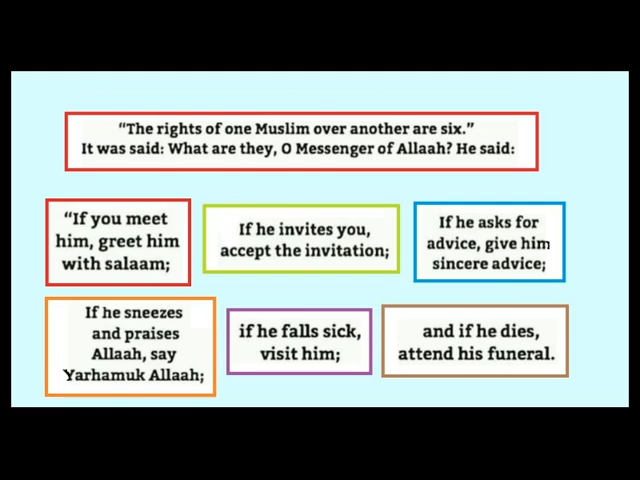 “The rights of one Muslim over another are six.”
It was said: What are they, O Messenger of Allaah? He said:
“If you meet
him, greet him
with salaam;
If he invites you,
accept the invitation;
If he asks for
advice, give him
sincere advice;
If he sneezes
and praises
Allaah, say
Yarhamuk Allaah;
if he falls sick,
visit him;
and if he dies,
attend his funeral.